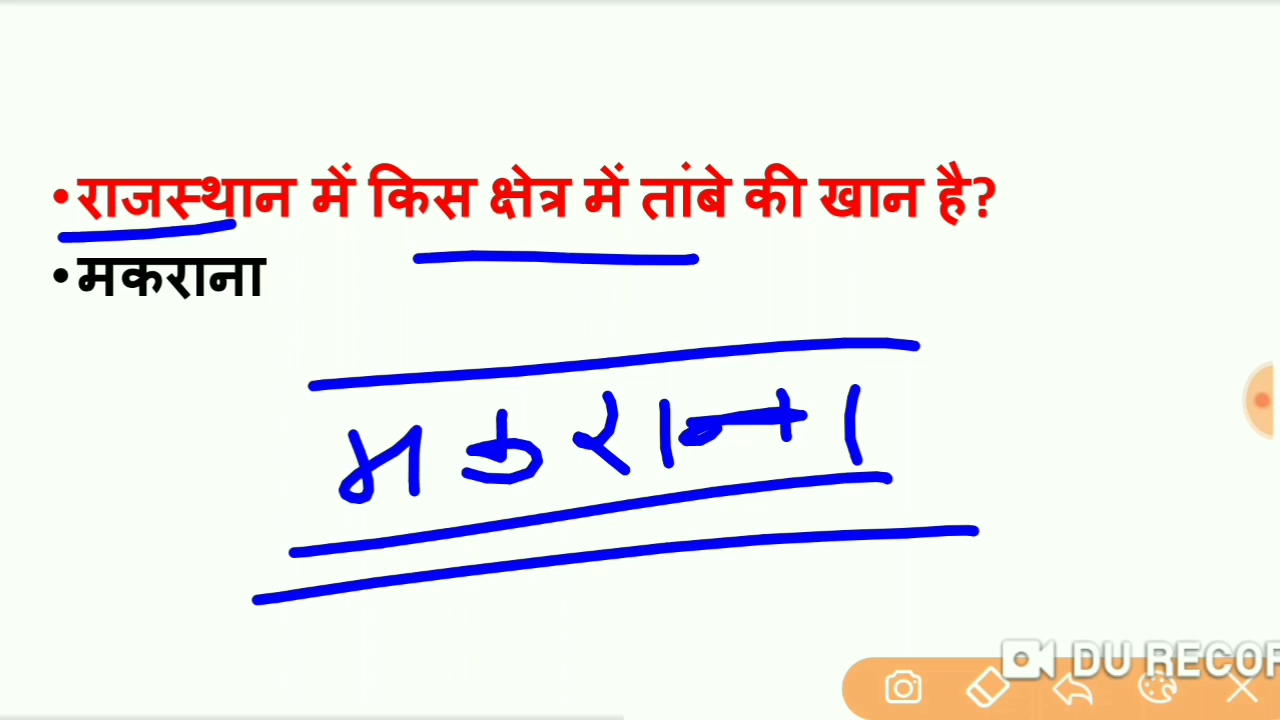 •राजस्थान में किस क्षेत्र में तांबे की खान है?
•मकराना
मकराना
DU RECOR